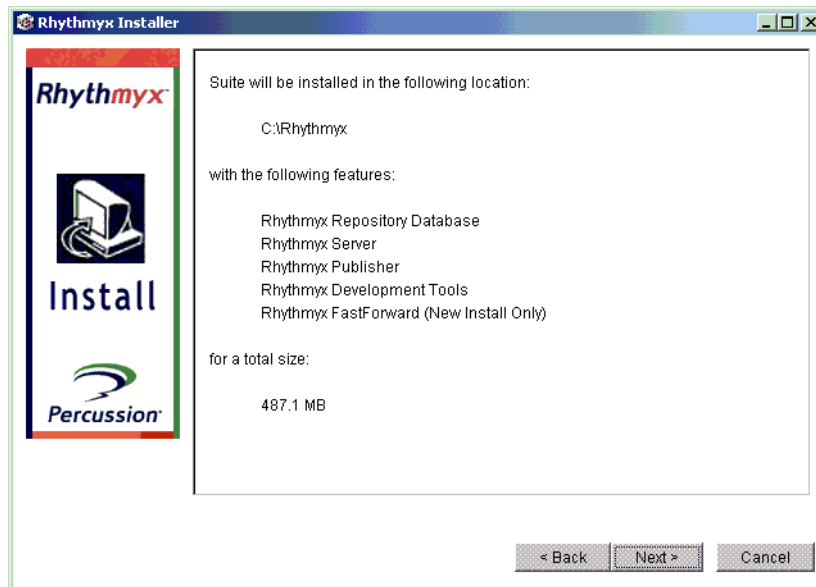 Rhythmyx Installer
Rhythmyx
Install
Percussion
Suite will be installed in the following location:
C:\Rhythmyx
with the following features:
Rhythmyx Repository Database
Rhythmyx Server
Rhythmyx Publisher
Rhythmyx Development Tools
Rhythmyx FastForward (New Install Only)
for a total size:
487.1 MB
< Back
Next >
Cancel